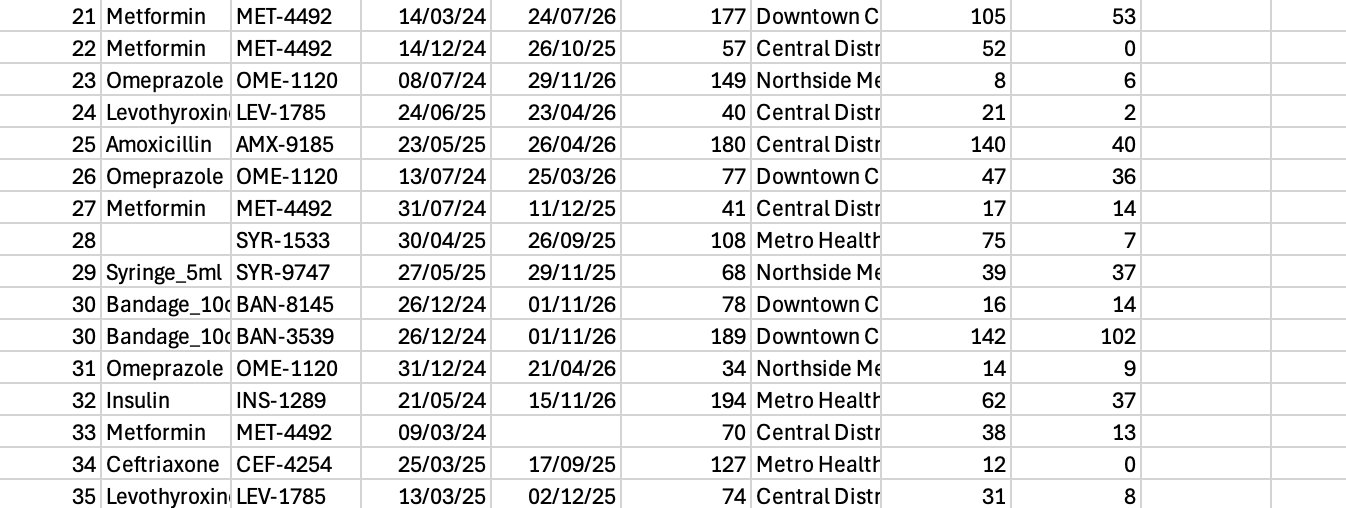 21 Metformin MET-4492 14/03/24 24/07/26 177 Downtown C 105 53
22 Metformin MET-4492 14/12/24 26/10/25 57 Central Distr 52 0
23 Omeprazole OME-1120 08/07/24 29/11/26 149 Northside Me 8 6
24 Levothyroxin LEV-1785 24/06/25 23/04/26 40 Central Distr 21 2
25 Amoxicillin AMX-9185 23/05/25 26/04/26 180 Central Distr 140 40
26 Omeprazole OME-1120 13/07/24 25/03/26 77 Downtown C 47 36
27 Metformin MET-4492 31/07/24 11/12/25 41 Central Distr 17 14
28 SYR-1533 30/04/25 26/09/25 108 Metro Health 75 7
29 Syringe_5ml SYR-9747 27/05/25 29/11/25 68 Northside Me 39 37
30 Bandage_10c BAN-8145 26/12/24 01/11/26 78 Downtown C 16 14
30 Bandage_10c BAN-3539 26/12/24 01/11/26 189 Downtown C 142 102
31 Omeprazole OME-1120 31/12/24 21/04/26 34 Northside Me 14 9
32 Insulin INS-1289 21/05/24 15/11/26 194 Metro Health 62 37
33 Metformin MET-4492 09/03/24 70 Central Distr 38 13
34 Ceftriaxone CEF-4254 25/03/25 17/09/25 127 Metro Health 12 0
35 Levothyroxin LEV-1785 13/03/25 02/12/25 74 Central Distr 31 8